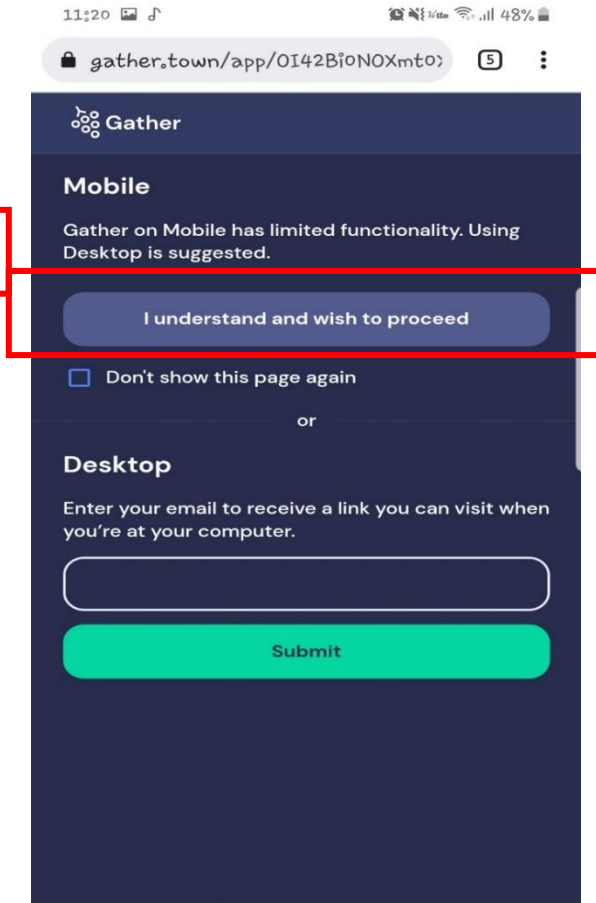 11:20 48%
gather.town/app/0I42BioN0Xmt0 5
Gather
Mobile
Gather on Mobile has limited functionality. Using
Desktop is suggested.
I understand and wish to proceed
Don't show this page again
or
Desktop
Enter your email to receive a link you can visit when
you're at your computer.
Submit